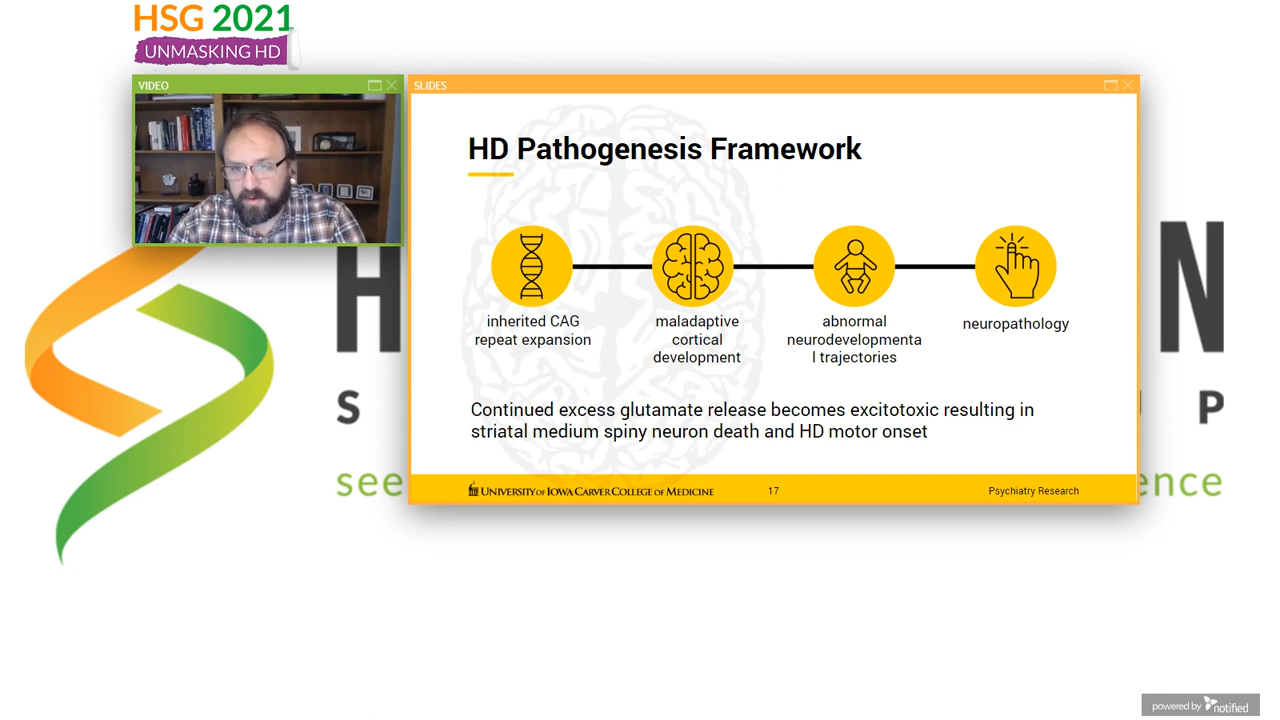 HSG 2021
UNMASKING HD
VIDEO
SLIDES
HD Pathogenesis Framework
inherited CAG
repeat expansion
maladaptive
cortical
development
abnormal
neurodevelopmenta
l trajectories
neuropathology
Continued excess glutamate release becomes excitotoxic resulting in
striatal medium spiny neuron death and HD motor onset
UNIVERSITY OF IOWA CARVER COLLEGE OF MEDICINE
17
Psychiatry Research
H N
S U P
see ence
powered by notified